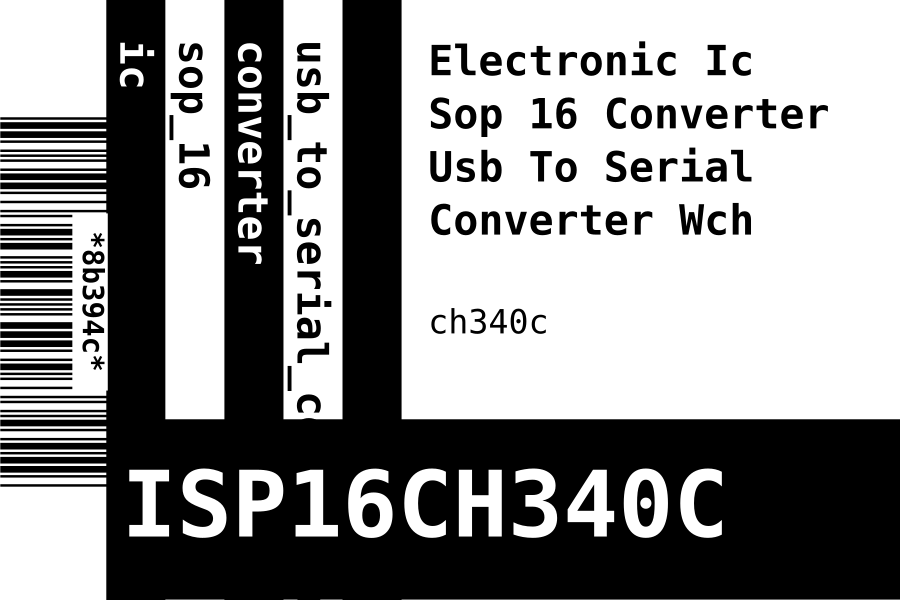 *8b394c*
ic
sop_16
converter
usb_to_serial_c
Electronic Ic
Sop 16 Converter
Usb To Serial
Converter Wch
ch340c
ISP16CH340C